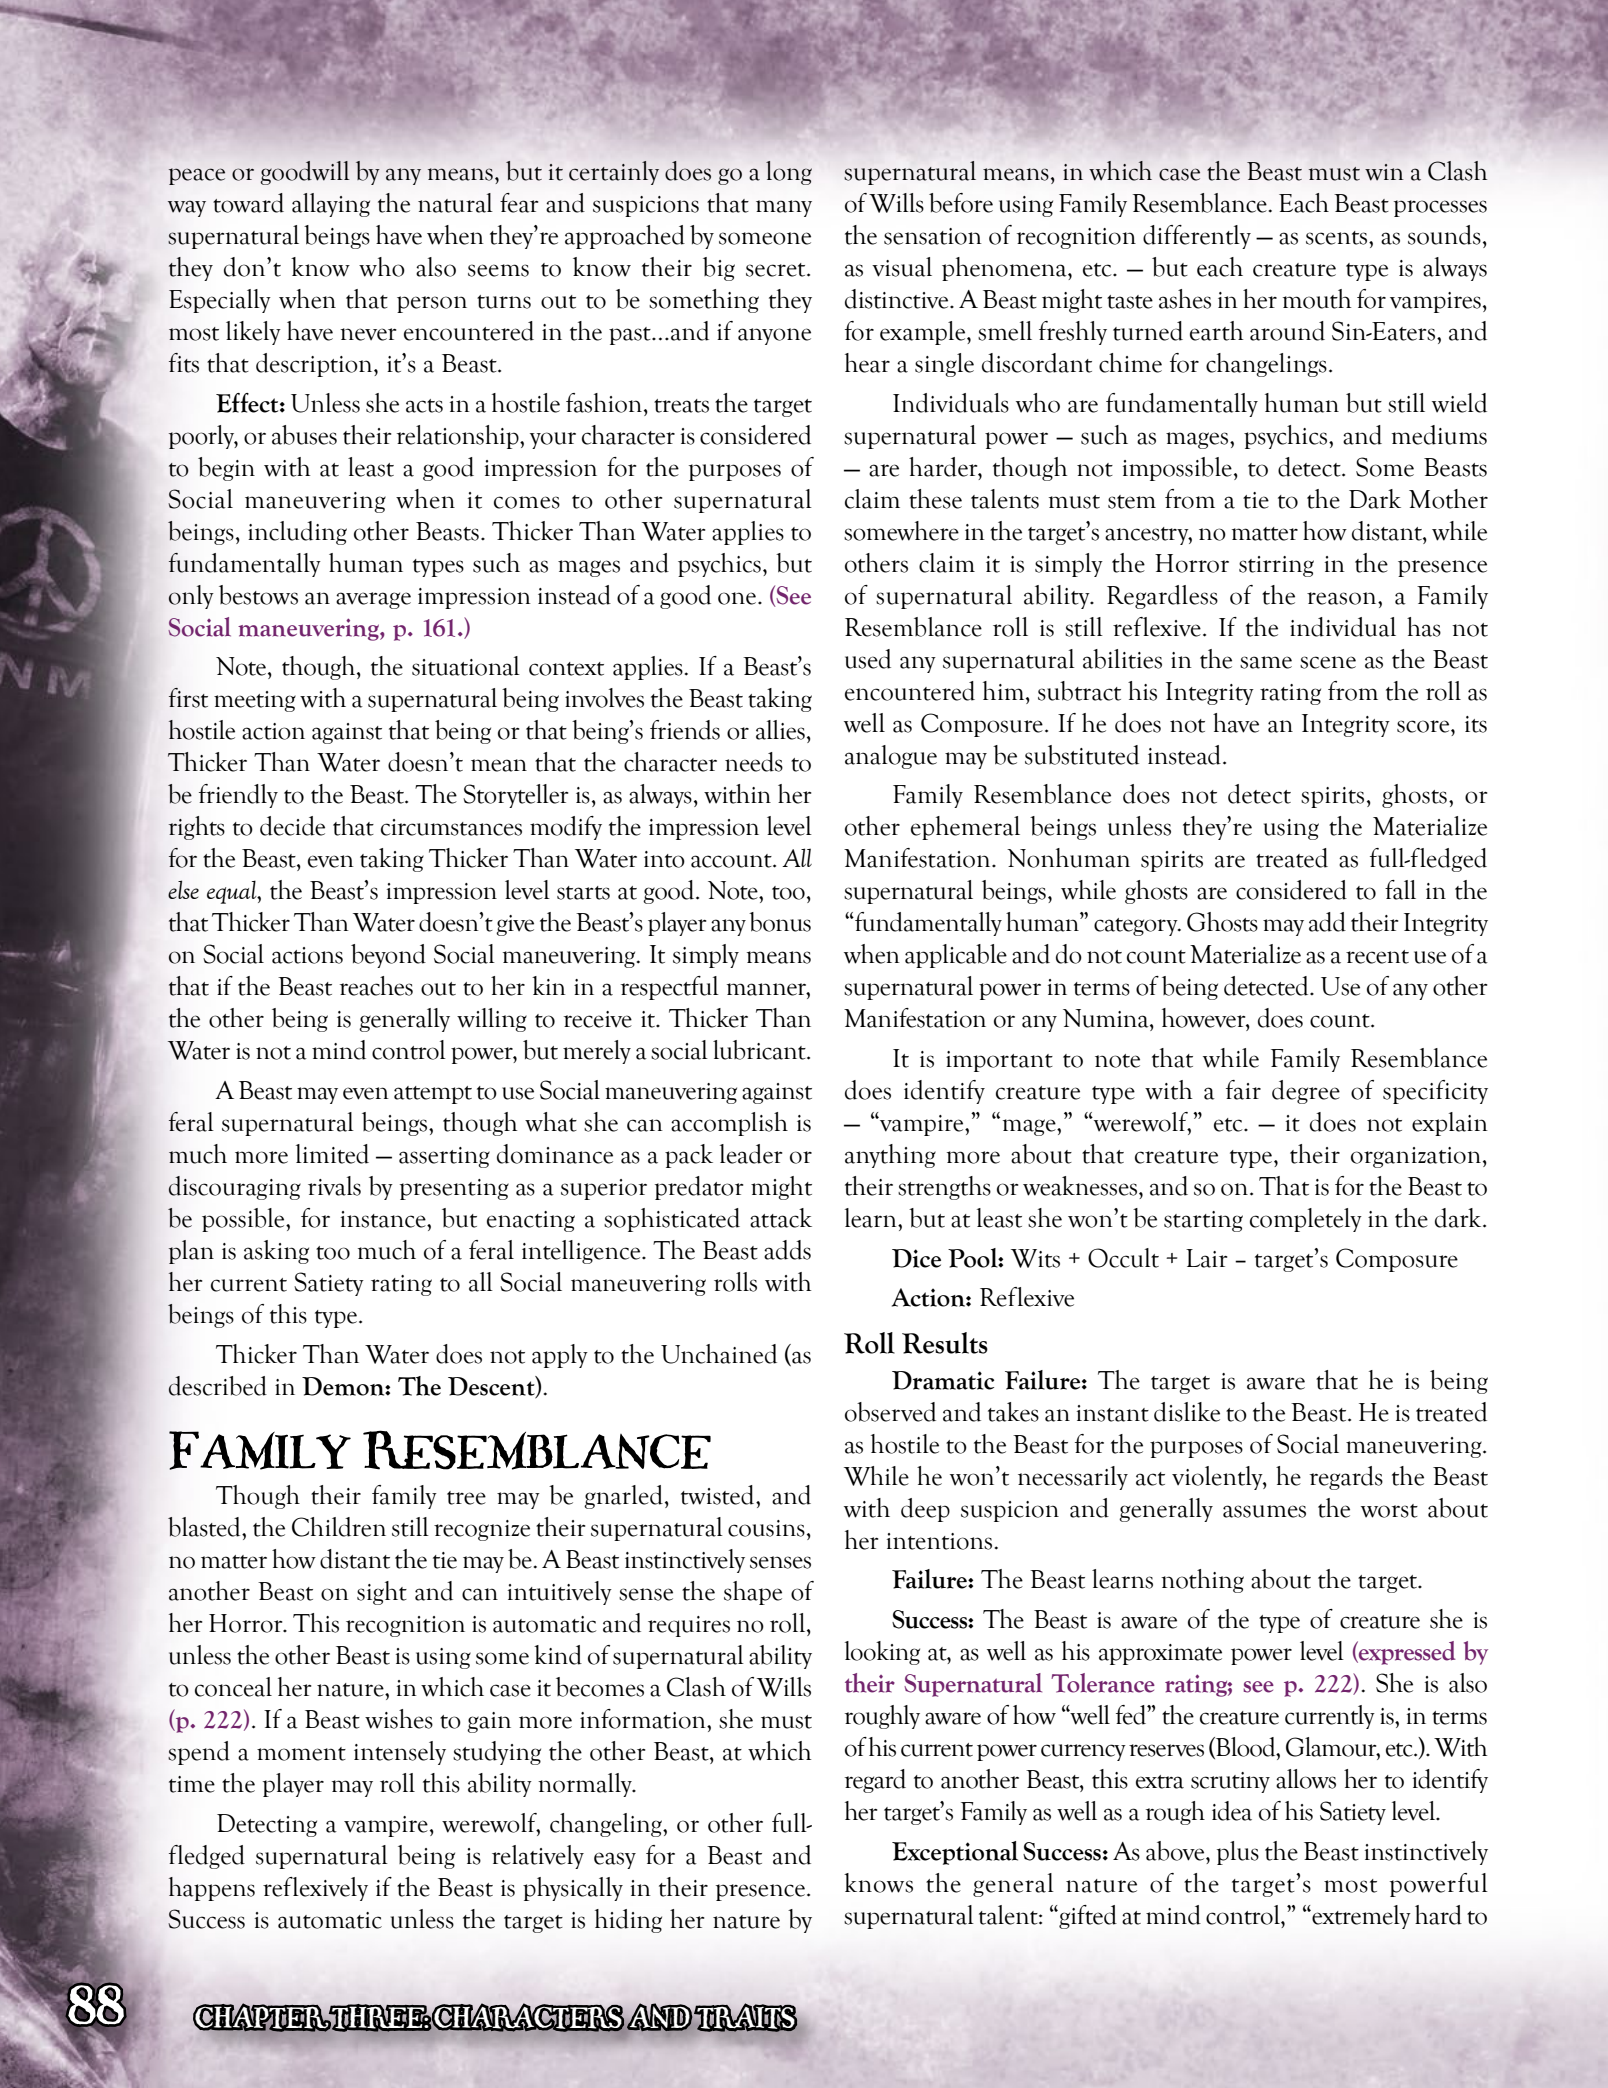 peace or goodwill by any means, but it certainly does go a long
way toward allaying the natural fear and suspicions that many
supernatural beings have when they're approached by someone
they don't know who also seems to know their big secret.
Especially when that person turns out to be something they
most likely have never encountered in the past…and if anyone
fits that description, it's a Beast.
Effect: Unless she acts in a hostile fashion, treats the target
poorly, or abuses their relationship, your character is considered
to begin with at least a good impression for the purposes of
Social maneuvering when it comes to other supernatural
beings, including other Beasts. Thicker Than Water applies to
fundamentally human types such as mages and psychics, but
only bestows an average impression instead of a good one. (See
Social maneuvering, p. 161.)
Note, though, the situational context applies. If a Beast's
first meeting with a supernatural being involves the Beast taking
hostile action against that being or that being's friends or allies,
Thicker Than Water doesn't mean that the character needs to
be friendly to the Beast. The Storyteller is, as always, within her
rights to decide that circumstances modify the impression level
for the Beast, even taking Thicker Than Water into account. All
else equal, the Beast's impression level starts at good. Note, too,
that Thicker Than Water doesn't give the Beast's player any bonus
on Social actions beyond Social maneuvering. It simply means
that if the Beast reaches out to her kin in a respectful manner,
the other being is generally willing to receive it. Thicker Than
Water is not a mind control power, but merely a social lubricant.
A Beast may even attempt to use Social maneuvering against
feral supernatural beings, though what she can accomplish is
much more limited — asserting dominance as a pack leader or
discouraging rivals by presenting as a superior predator might
be possible, for instance, but enacting a sophisticated attack
plan is asking too much of a feral intelligence. The Beast adds
her current Satiety rating to all Social maneuvering rolls with
beings of this type.
Thicker Than Water does not apply to the Unchained (as
described in Demon: The Descent).
FAMILY RESEMBLANCE
Though their family tree may be gnarled, twisted, and
blasted, the Children still recognize their supernatural cousins,
no matter how distant the tie may be. A Beast instinctively senses
another Beast on sight and can intuitively sense the shape of
her Horror. This recognition is automatic and requires no roll,
unless the other Beast is using some kind of supernatural ability
to conceal her nature, in which case it becomes a Clash of Wills
(p. 222). If a Beast wishes to gain more information, she must
spend a moment intensely studying the other Beast, at which
time the player may roll this ability normally.
Detecting a vampire, werewolf, changeling, or other full-
fledged supernatural being is relatively easy for a Beast and
happens reflexively if the Beast is physically in their presence.
Success is automatic unless the target is hiding her nature by
supernatural means, in which case the Beast must win a Clash
of Wills before using Family Resemblance. Each Beast processes
the sensation of recognition differently — as scents, as sounds,
as visual phenomena, etc. — but each creature type is always
distinctive. A Beast might taste ashes in her mouth for vampires,
for example, smell freshly turned earth around Sin-Eaters, and
hear a single discordant chime for changelings.
Individuals who are fundamentally human but still wield
supernatural power — such as mages, psychics, and mediums
— are harder, though not impossible, to detect. Some Beasts
claim these talents must stem from a tie to the Dark Mother
somewhere in the target's ancestry, no matter how distant, while
others claim it is simply the Horror stirring in the presence
of supernatural ability. Regardless of the reason, a Family
Resemblance roll is still reflexive. If the individual has not
used any supernatural abilities in the same scene as the Beast
encountered him, subtract his Integrity rating from the roll as
well as Composure. If he does not have an Integrity score, its
analogue may be substituted instead.
Family Resemblance does not detect spirits, ghosts, or
other ephemeral beings unless they're using the Materialize
Manifestation. Nonhuman spirits are treated as full-fledged
supernatural beings, while ghosts are considered to fall in the
"fundamentally human" category. Ghosts may add their Integrity
when applicable and do not count Materialize as a recent use of a
supernatural power in terms of being detected. Use of any other
Manifestation or any Numina, however, does count.
It is important to note that while Family Resemblance
does identify creature type with a fair degree of specificity
— "vampire," "mage," "werewolf," etc. — it does not explain
anything more about that creature type, their organization,
their strengths or weaknesses, and so on. That is for the Beast to
learn, but at least she won't be starting completely in the dark.
Dice Pool: Wits + Occult + Lair – target's Composure
Action: Reflexive
Roll Results
Dramatic Failure: The target is aware that he is being
observed and takes an instant dislike to the Beast. He is treated
as hostile to the Beast for the purposes of Social maneuvering.
While he won't necessarily act violently, he regards the Beast
with deep suspicion and generally assumes the worst about
her intentions.
Failure: The Beast learns nothing about the target.
Success: The Beast is aware of the type of creature she is
looking at, as well as his approximate power level (expressed by
their Supernatural Tolerance rating; see p. 222). She is also
roughly aware of how "well fed" the creature currently is, in terms
of his current power currency reserves (Blood, Glamour, etc.). With
regard to another Beast, this extra scrutiny allows her to identify
her target's Family as well as a rough idea of his Satiety level.
Exceptional Success: As above, plus the Beast instinctively
knows the general nature of the target's most powerful
supernatural talent: "gifted at mind control," "extremely hard to
NM
88
CHAPTER THREE: CHARACTERS AND TRAITS